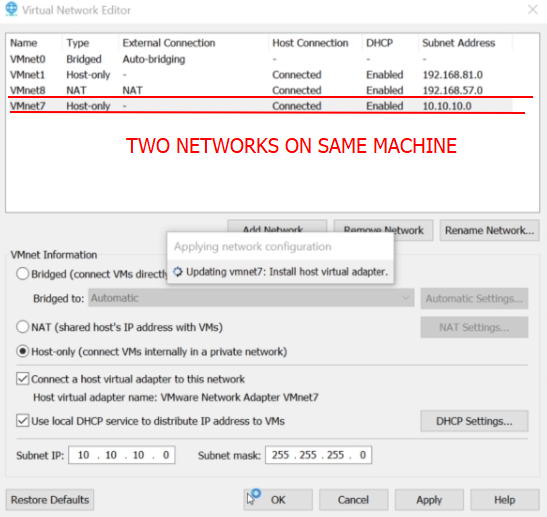 Virtual Network Editor
Name Type External Connection Host Connection DHCP Subnet Address
VMnet0 Bridged Auto-bridging - - -
VMnet1 Host-only - Connected Enabled 192.168.81.0
VMnet8 NAT NAT Connected Enabled 192.168.57.0
VMnet7 Host-only - Connected Enabled 10.10.10.0
TWO NETWORKS ON SAME MACHINE
Add Network... Remove Network Rename Network...
Applying network configuration
Updating vmnet7: Install host virtual adapter.
VMnet Information
Bridged (connect VMs directly
Bridged to: Automatic Automatic Settings...
NAT (shared host's IP address with VMs) NAT Settings...
Host-only (connect VMs internally in a private network)
Connect a host virtual adapter to this network
Host virtual adapter name: VMware Network Adapter VMnet7
Use local DHCP service to distribute IP address to VMs DHCP Settings...
Subnet IP: 10 . 10 . 10 . 0 Subnet mask: 255 . 255 . 255 . 0
Restore Defaults OK Cancel Apply Help